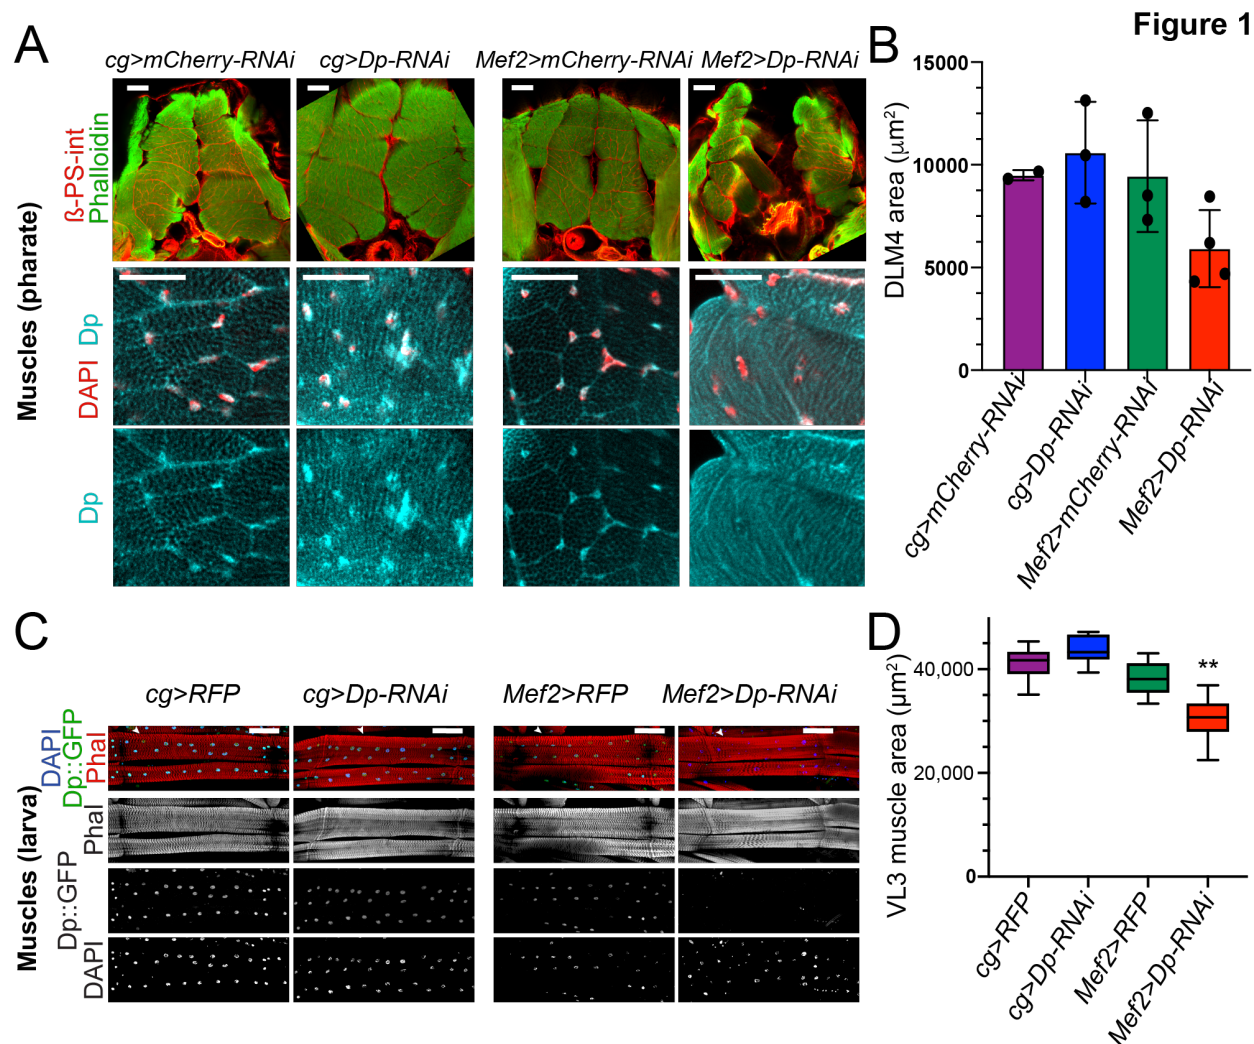 Figure 1
A
cg>mCherry-RNAi
cg>Dp-RNAi
Mef2>mCherry-RNAi
Mef2>Dp-RNAi
Muscles (pharate)
ß-PS-int
Phalloidin
DAPI Dp
Dp
B
DLM4 area (µm²)
15000
10000
5000
0
cg>mCherry-RNAi
cg>Dp-RNAi
Mef2>mCherry-RNAi
Mef2>Dp-RNAi
C
cg>RFP
cg>Dp-RNAi
Mef2>RFP
Mef2>Dp-RNAi
Muscles (larva)
DAPI
Dp::GFP
Phal
Phal
Dp::GFP
DAPI
D
VL3 muscle area (µm²)
40,000
20,000
0
**
cg>RFP
cg>Dp-RNAi
Mef2>RFP
Mef2>Dp-RNAi